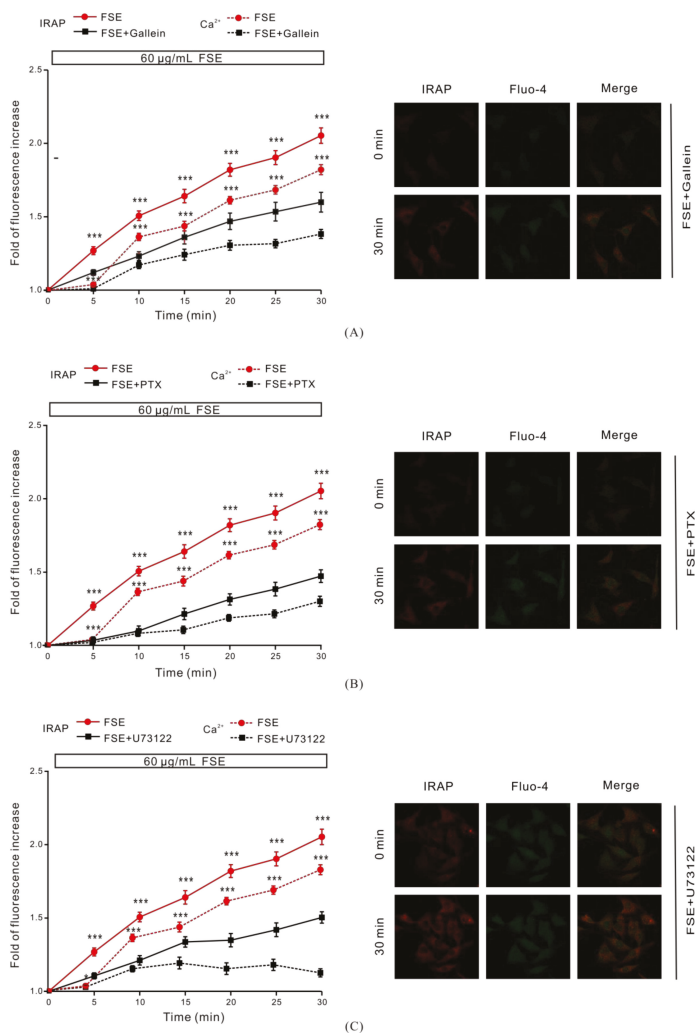 IRAP FSE Ca²⁺ FSE
FSE+Gallein FSE+Gallein
60 µg/mL FSE
Fold of fluorescence increase
2.5
2.0
1.5
1.0
*** *** *** *** *** ***
*** *** *** *** *** ***
0 5 10 15 20 25 30
Time (min)
IRAP Fluo-4 Merge
0 min
30 min
FSE+Gallein
(A)
IRAP FSE Ca²⁺ FSE
FSE+PTX FSE+PTX
60 µg/mL FSE
Fold of fluorescence increase
2.5
2.0
1.5
1.0
*** *** *** *** *** ***
*** *** *** *** *** ***
0 5 10 15 20 25 30
Time (min)
IRAP Fluo-4 Merge
0 min
30 min
FSE+PTX
(B)
IRAP FSE Ca²⁺ FSE
FSE+U73122 FSE+U73122
60 µg/mL FSE
Fold of fluorescence increase
2.5
2.0
1.5
1.0
*** *** *** *** *** ***
*** *** *** *** ***
0 5 10 15 20 25 30
Time (min)
IRAP Fluo-4 Merge
0 min
30 min
FSE+U73122
(C)